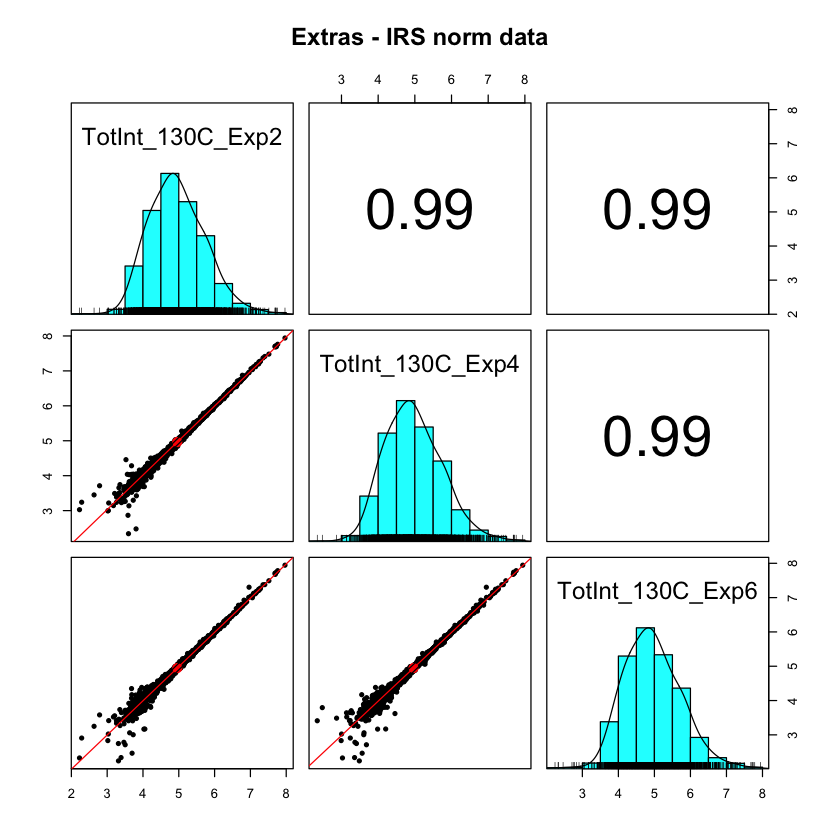 Extras - IRS norm data
3 4 5 6 7 8
TotInt_130C_Exp2
0.99
0.99
2 3 4 5 6 7 8
3 4 5 6 7 8
TotInt_130C_Exp4
0.99
TotInt_130C_Exp6
3 4 5 6 7 8
2 3 4 5 6 7 8
3 4 5 6 7 8